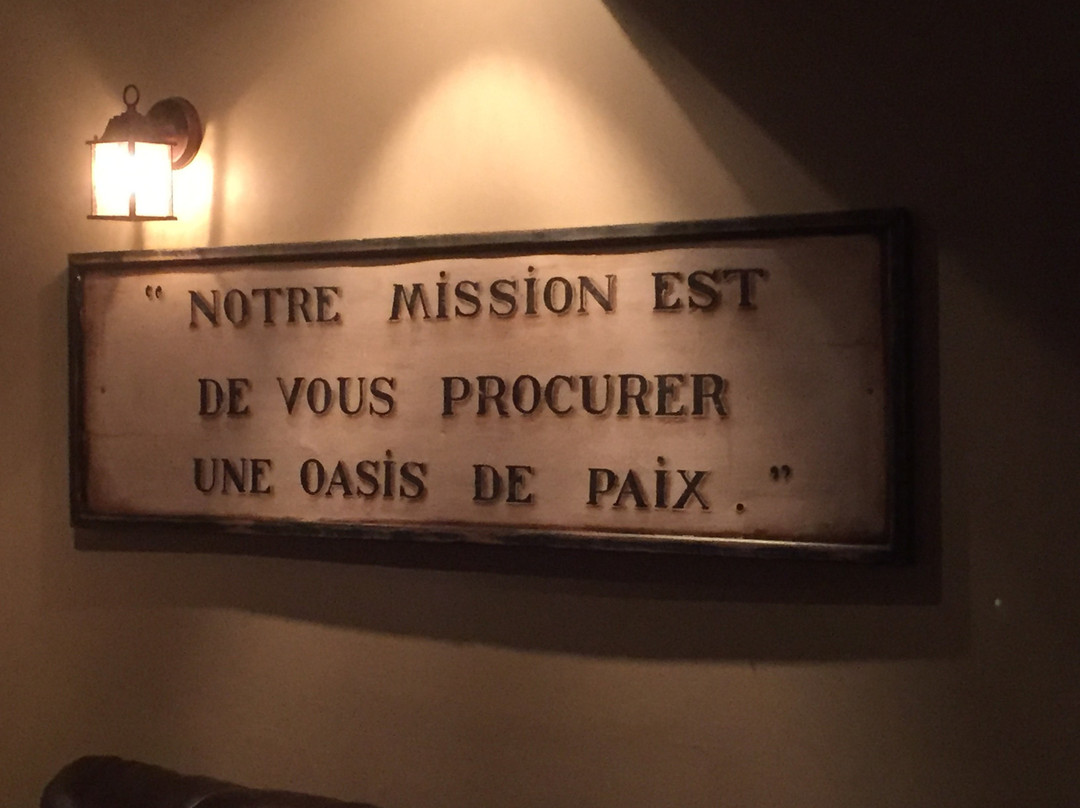 “ NOTRE MiSSiON EST
DE VOUS PROCURER
UNE OASiS DE PAiX . ”